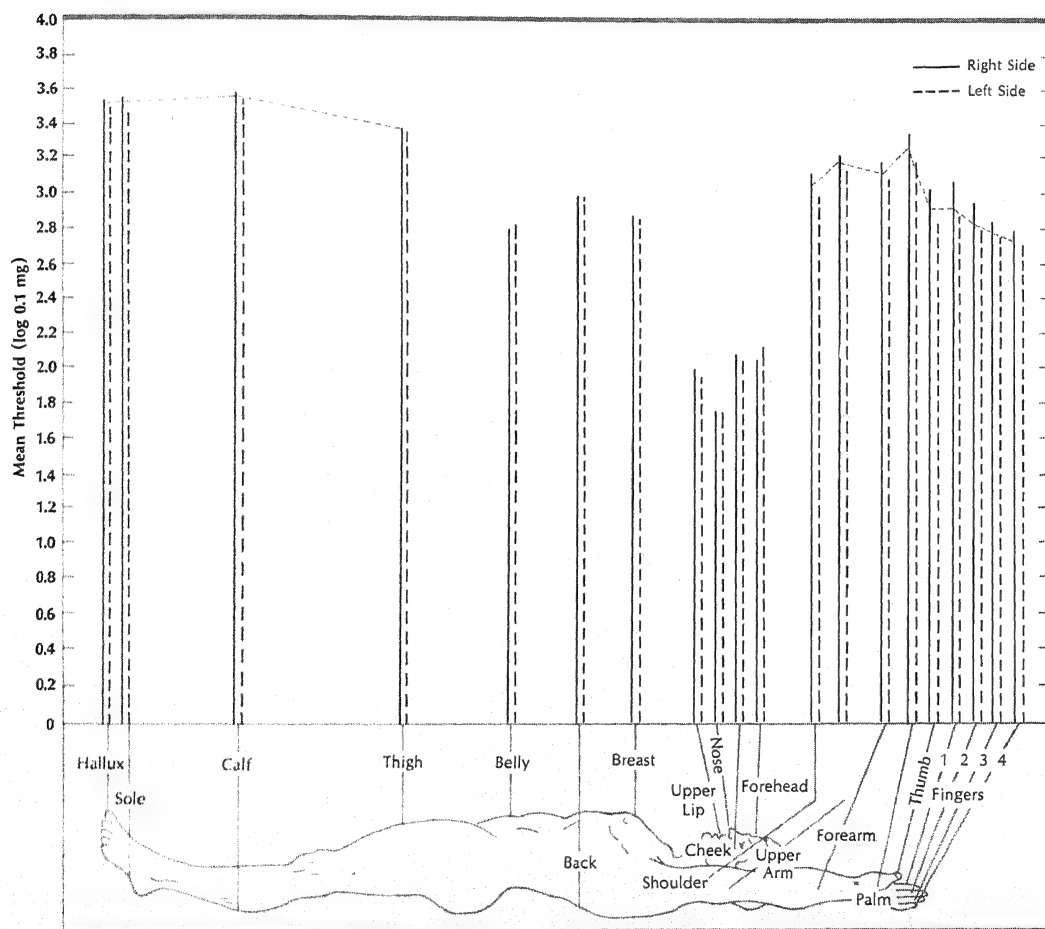 4.0
3.8
3.6
3.4
3.2
3.0
2.8
2.6
2.4
2.2
2.0
1.8
1.6
1.4
1.2
1.0
0.8
0.6
0.4
0.2
0
Mean Threshold (log 0.1 mg)
Right Side
Left Side
Hallux
Sole
Calf
Thigh
Belly
Back
Breast
Upper
Lip
Nose
Cheek
Forehead
Shoulder
Upper
Arm
Forearm
Palm
Thumb
1 2 3 4
Fingers